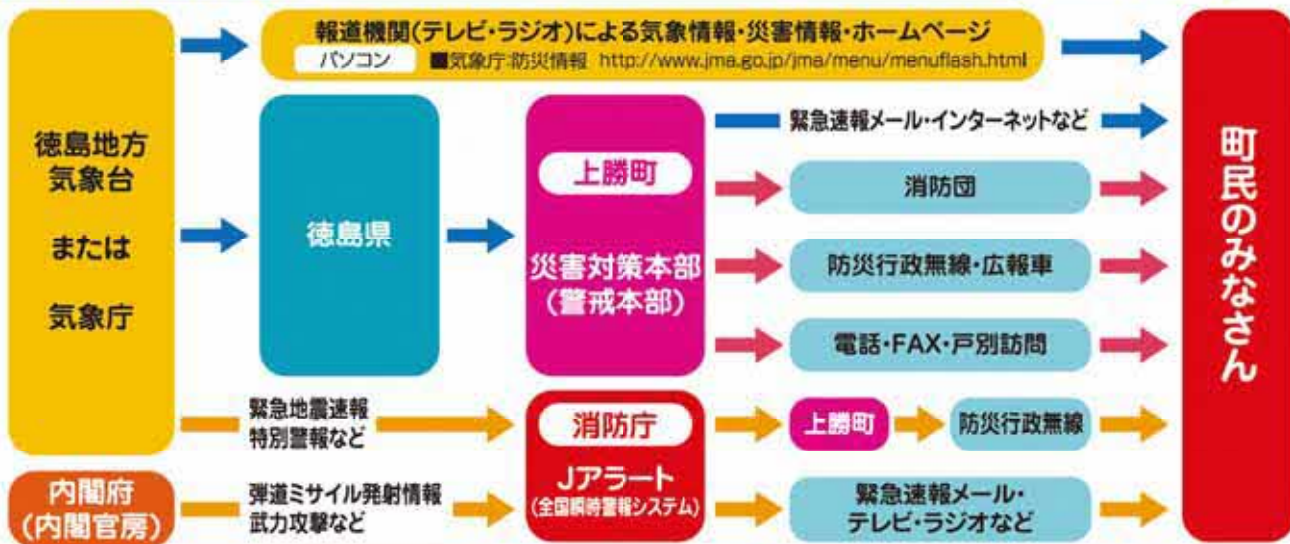 報道機関(テレビ・ラジオ)による気象情報・災害情報・ホームページ
パソコン ■気象庁:防災情報 http://www.jma.go.jp/jma/menu/menuflash.html
徳島地方
気象台
または
気象庁
徳島県
上勝町
災害対策本部
(警戒本部)
緊急速報メール・インターネットなど
消防団
防災行政無線・広報車
電話・FAX・戸別訪問
町民のみなさん
緊急地震速報
特別警報など
消防庁
Jアラート
(全国瞬時警報システム)
上勝町
防災行政無線
内閣府
(内閣官房)
弾道ミサイル発射情報
武力攻撃など
緊急速報メール・
テレビ・ラジオなど